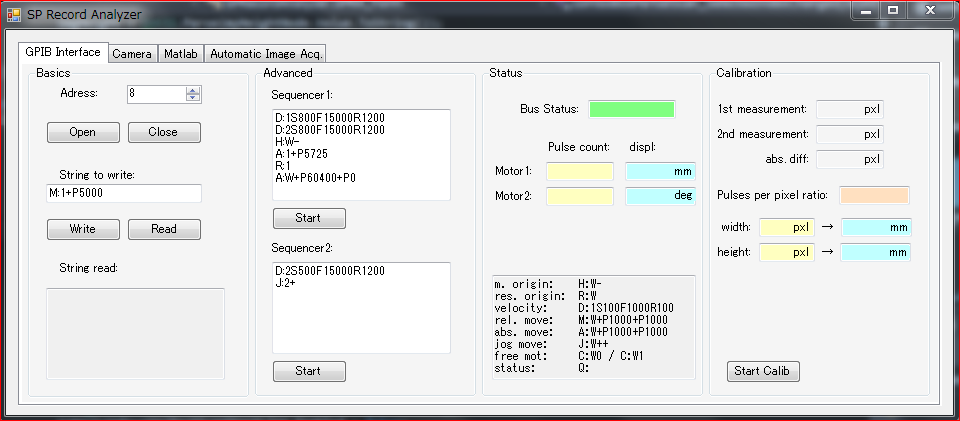 SP Record Analyzer
GPIB Interface
Camera
Matlab
Automatic Image Acq.
Basics
Adress:
8
Open
Close
String to write:
M:1+P5000
Write
Read
String read:
Advanced
Sequencer1:
D:1S800F15000R1200
D:2S800F15000R1200
H:W-
A:1+P5725
R:1
A:W+P60400+P0
Start
Sequencer2:
D:2S500F15000R1200
J:2+
Start
Status
Bus Status:
Pulse count:
displ:
Motor1:
mm
Motor2:
deg
m. origin: H:W-
res. origin: R:W
velocity: D:1S100F1000R100
rel. move: M:W+P1000+P1000
abs. move: A:W+P1000+P1000
jog move: J:W++
free mot: C:W0 / C:W1
status: Q:
Calibration
1st measurement: pxl
2nd measurement: pxl
abs. diff: pxl
Pulses per pixel ratio:
width: pxl → mm
height: pxl → mm
Start Calib